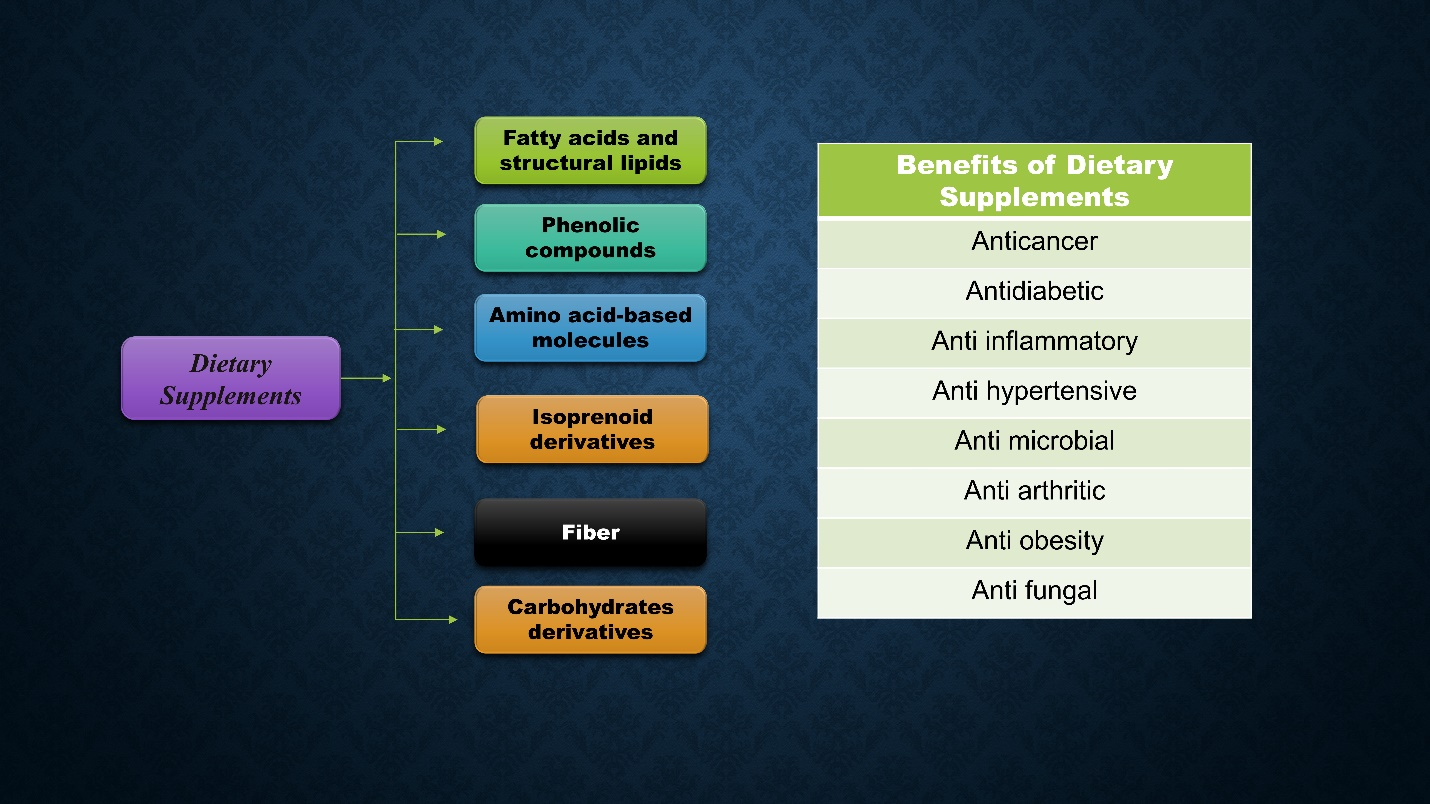 Dietary
Supplements
Fatty acids and
structural lipids
Phenolic
compounds
Amino acid-based
molecules
Isoprenoid
derivatives
Fiber
Carbohydrates
derivatives
Benefits of Dietary
Supplements
Anticancer
Antidiabetic
Anti inflammatory
Anti hypertensive
Anti microbial
Anti arthritic
Anti obesity
Anti fungal